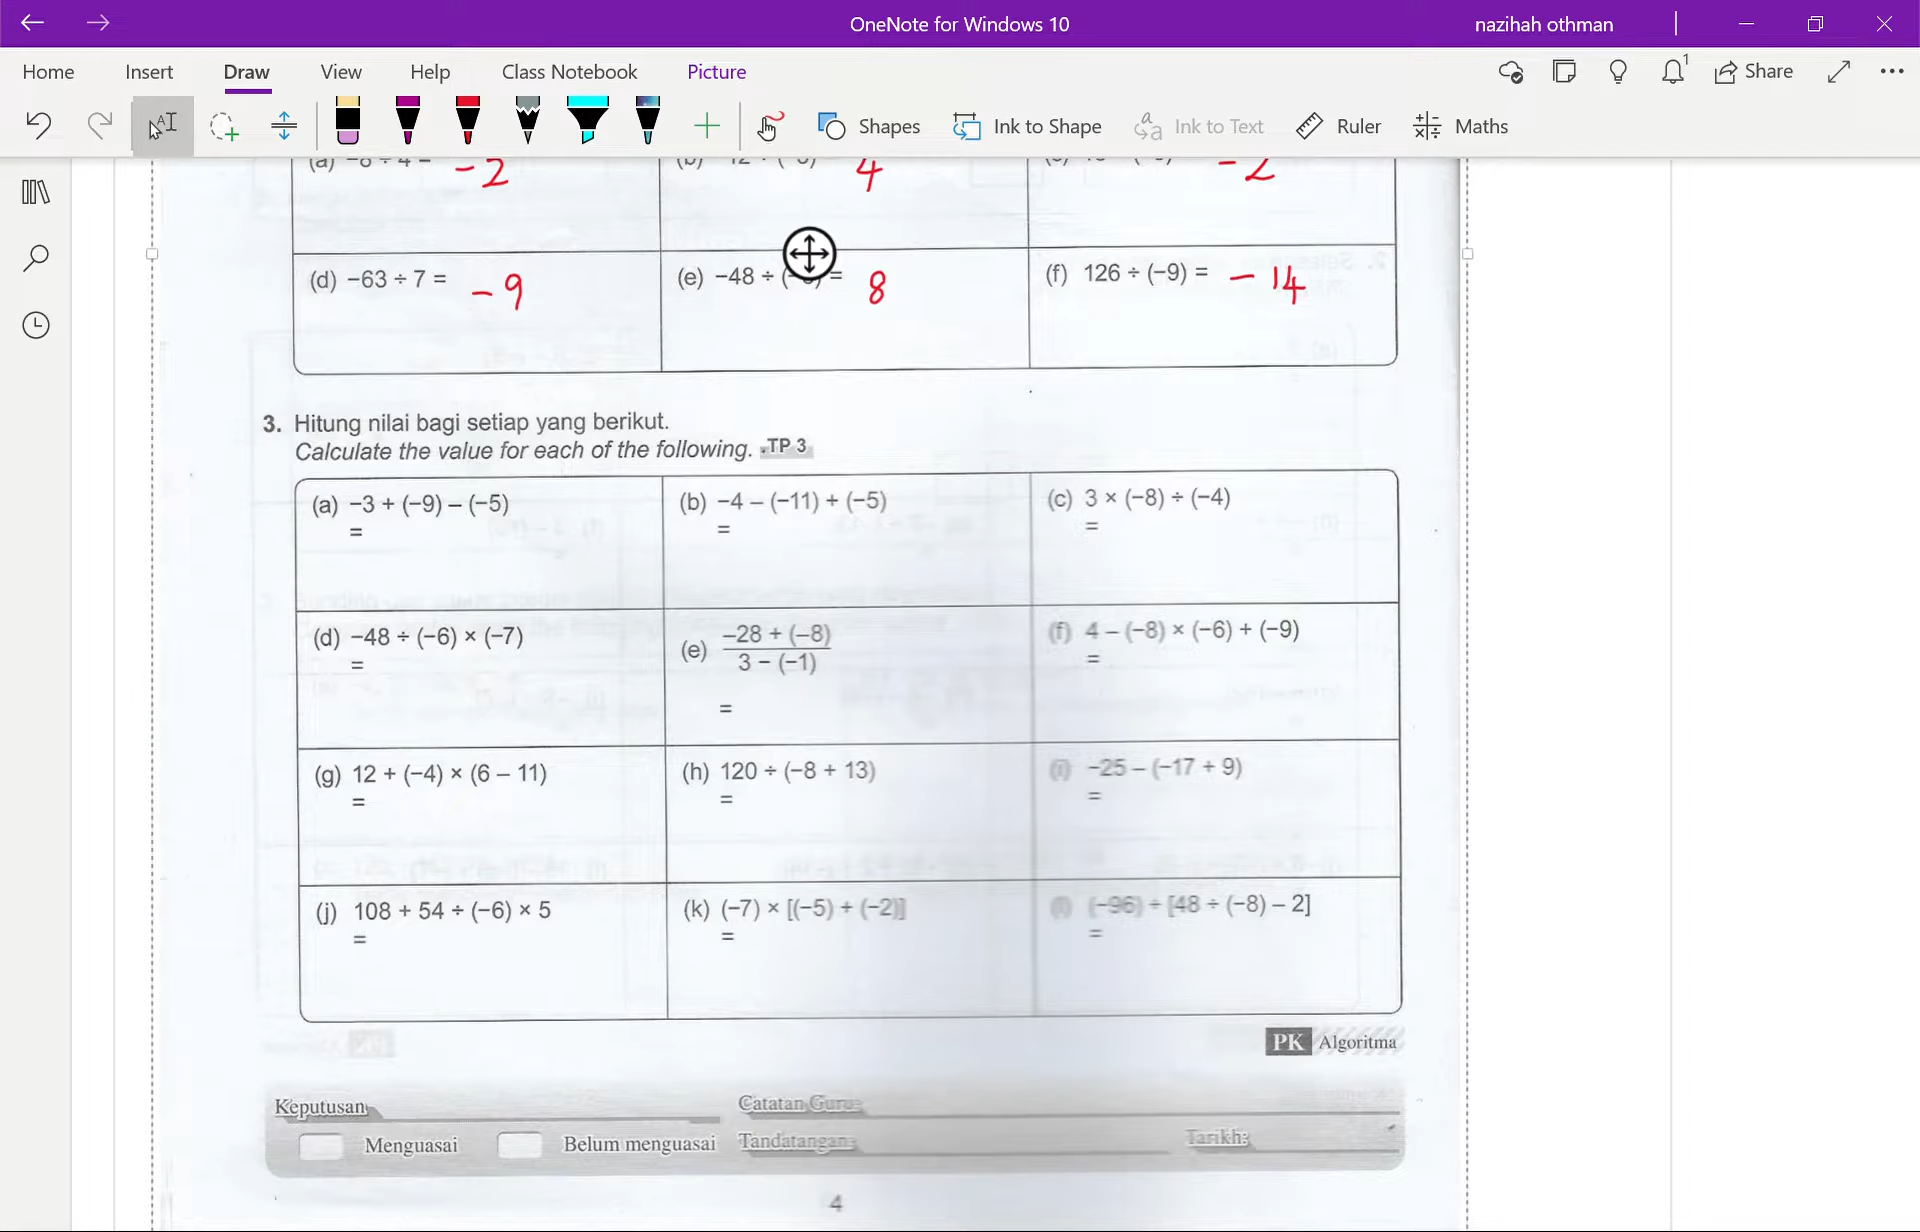 OneNote for Windows 10
nazihah othman
Home Insert Draw View Help Class Notebook Picture
1 Share
Shapes Ink to Shape Ink to Text Ruler Maths
-2 4 -2
(d) −63 ÷ 7 = -9
(e) −48 ÷ = 8
(f) 126 ÷ (−9) = -14
3. Hitung nilai bagi setiap yang berikut.
Calculate the value for each of the following. TP 3
(a) −3 + (−9) – (−5)
=
(b) −4 – (−11) + (−5)
=
(c) 3 × (−8) ÷ (−4)
=
(d) −48 ÷ (−6) × (−7)
=
(e) −28 + (−8)
3 − (−1)
=
(f) 4 – (−8) × (−6) + (−9)
=
(g) 12 + (−4) × (6 – 11)
=
(h) 120 ÷ (−8 + 13)
=
(i) −25 – (−17 + 9)
=
(j) 108 + 54 ÷ (−6) × 5
=
(k) (−7) × [(−5) + (−2)]
=
(l) (−96) ÷ [48 ÷ (−8) – 2]
=
PK Algoritma
Keputusan
Catatan Guru:
Menguasai Belum menguasai
Tandatangan: Tarikh:
4